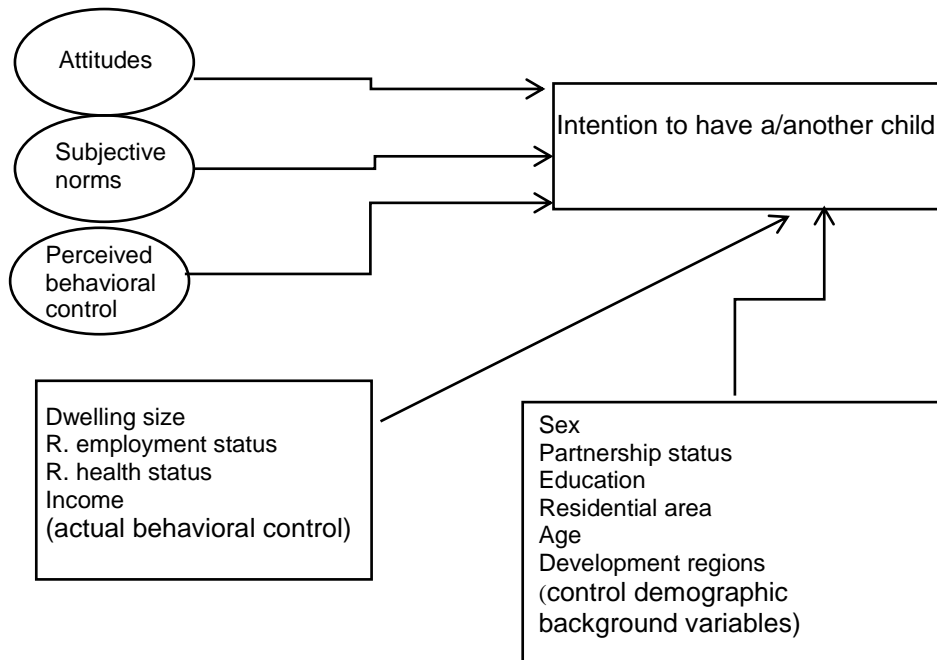 Attitudes
Intention to have a/another child
Subjective
norms
Perceived
behavioral
control
Dwelling size
R. employment status
R. health status
Income
(actual behavioral control)
Sex
Partnership status
Education
Residential area
Age
Development regions
(control demographic
background variables)